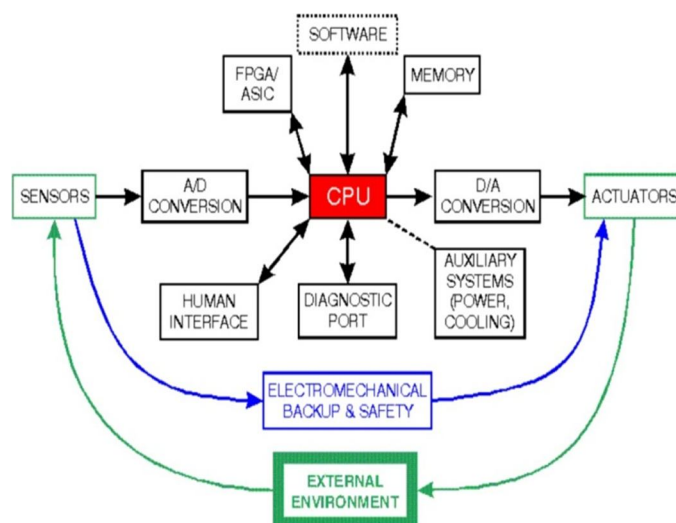 SOFTWARE
FPGA/
ASIC
MEMORY
SENSORS
A/D
CONVERSION
CPU
D/A
CONVERSION
ACTUATORS
HUMAN
INTERFACE
DIAGNOSTIC
PORT
AUXILIARY
SYSTEMS
(POWER,
COOLING)
ELECTROMECHANICAL
BACKUP & SAFETY
EXTERNAL
ENVIRONMENT